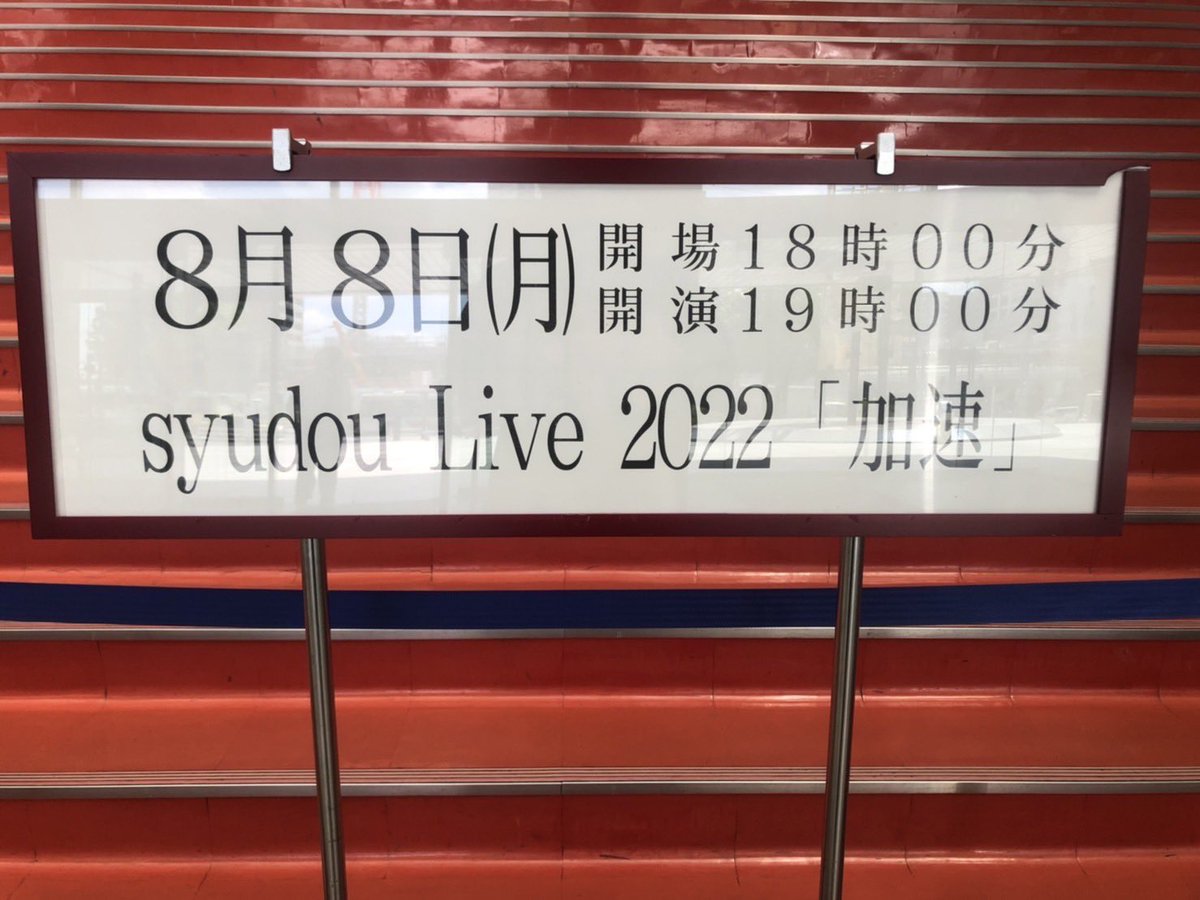 8月8日(月) 開場18時00分
開演19時00分
syudou Live 2022「加速」